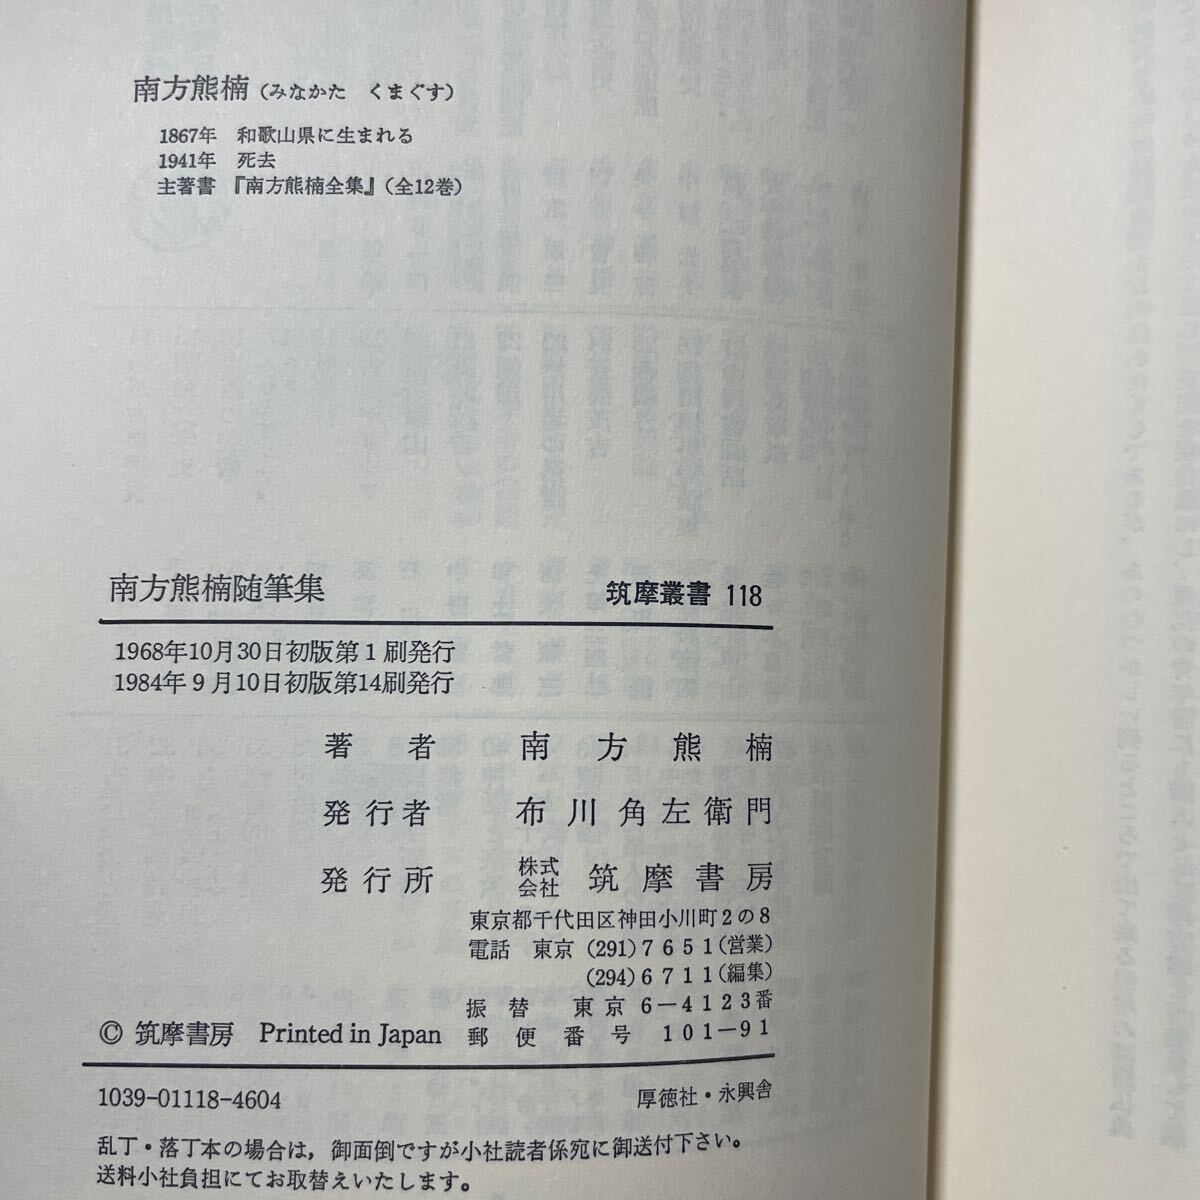 南方熊楠（みなかた　くまぐす）
1867年　和歌山県に生まれる
1941年　死去
主著書　『南方熊楠全集』（全12巻）
南方熊楠随筆集　筑摩叢書 118
1968年10月30日初版第1刷発行
1984年9月10日初版第14刷発行
著者　南方熊楠
発行者　布川角左衛門
発行所　株式会社　筑摩書房
東京都千代田区神田小川町2の8
電話　東京 (291)7651(営業)
(294)6711(編集)
振替　東京 6-4123番
© 筑摩書房　Printed in Japan　郵便番号　101-91
1039-01118-4604　厚徳社・永興舎
乱丁・落丁本の場合は，御面倒ですが小社読者係宛に御送付下さい。
送料小社負担にてお取替えいたします。